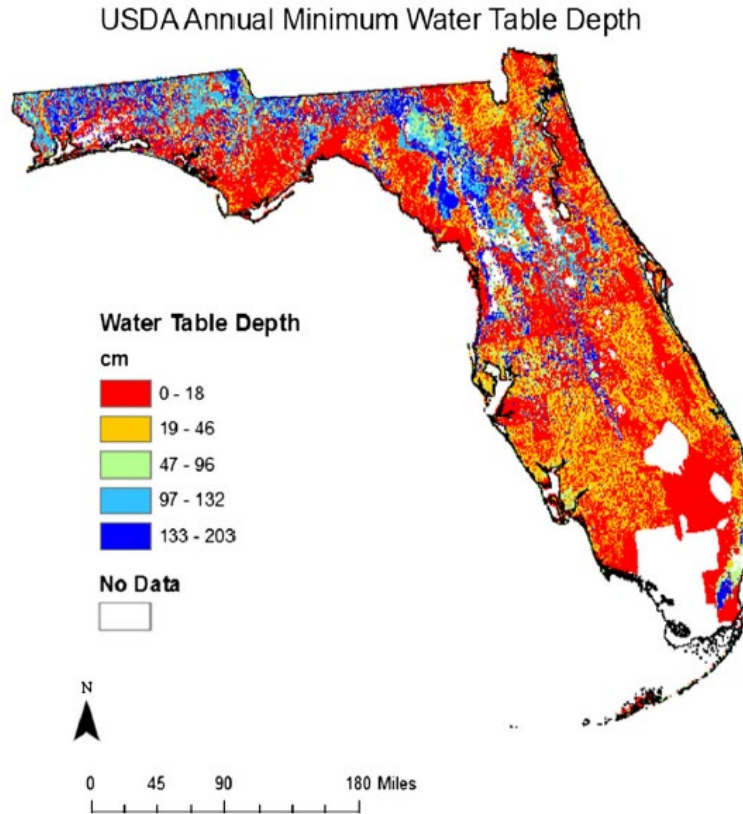 USDA Annual Minimum Water Table Depth
Water Table Depth
cm
0 - 18
19 - 46
47 - 96
97 - 132
133 - 203
No Data
N
0 45 90 180 Miles